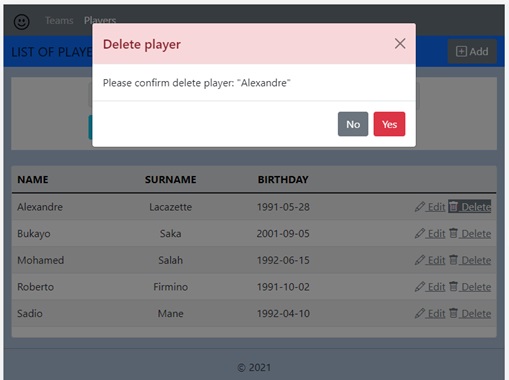 Teams Players
LIST OF PLAYE
Add
Delete player
Please confirm delete player: "Alexandre"
No Yes
NAME SURNAME BIRTHDAY
Alexandre Lacazette 1991-05-28 Edit Delete
Bukayo Saka 2001-09-05 Edit Delete
Mohamed Salah 1992-06-15 Edit Delete
Roberto Firmino 1991-10-02 Edit Delete
Sadio Mane 1992-04-10 Edit Delete
© 2021